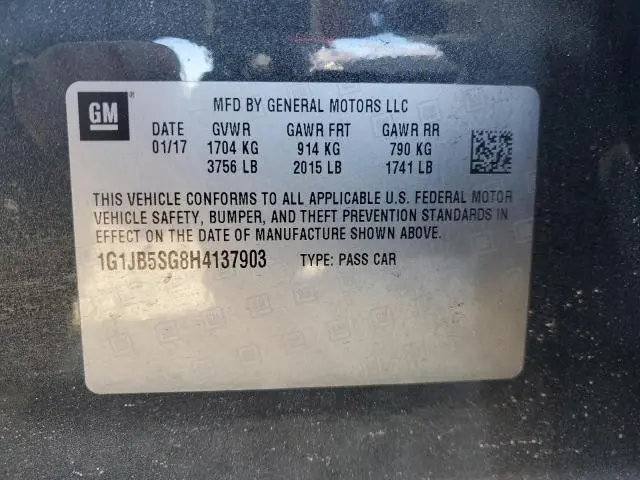 GM ® MFD BY GENERAL MOTORS LLC
DATE GVWR GAWR FRT GAWR RR
01/17 1704 KG 914 KG 790 KG
3756 LB 2015 LB 1741 LB
THIS VEHICLE CONFORMS TO ALL APPLICABLE U.S. FEDERAL MOTOR
VEHICLE SAFETY, BUMPER, AND THEFT PREVENTION STANDARDS IN
EFFECT ON THE DATE OF MANUFACTURE SHOWN ABOVE.
1G1JB5SG8H4137903 TYPE: PASS CAR